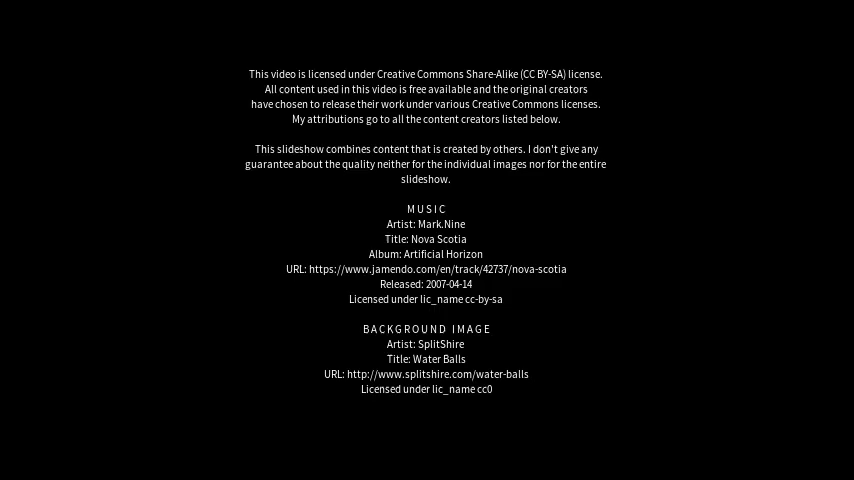 This video is licensed under Creative Commons Share-Alike (CC BY-SA) license.
All content used in this video is free available and the original creators
have chosen to release their work under various Creative Commons licenses.
My attributions go to all the content creators listed below.
This slideshow combines content that is created by others. I don't give any
guarantee about the quality neither for the individual images nor for the entire
slideshow.
MUSIC
Artist: Mark.Nine
Title: Nova Scotia
Album: Artificial Horizon
URL: https://www.jamendo.com/en/track/42737/nova-scotia
Released: 2007-04-14
Licensed under lic_name cc-by-sa
BACKGROUND IMAGE
Artist: SplitShire
Title: Water Balls
URL: http://www.splitshire.com/water-balls
Licensed under lic_name cc0